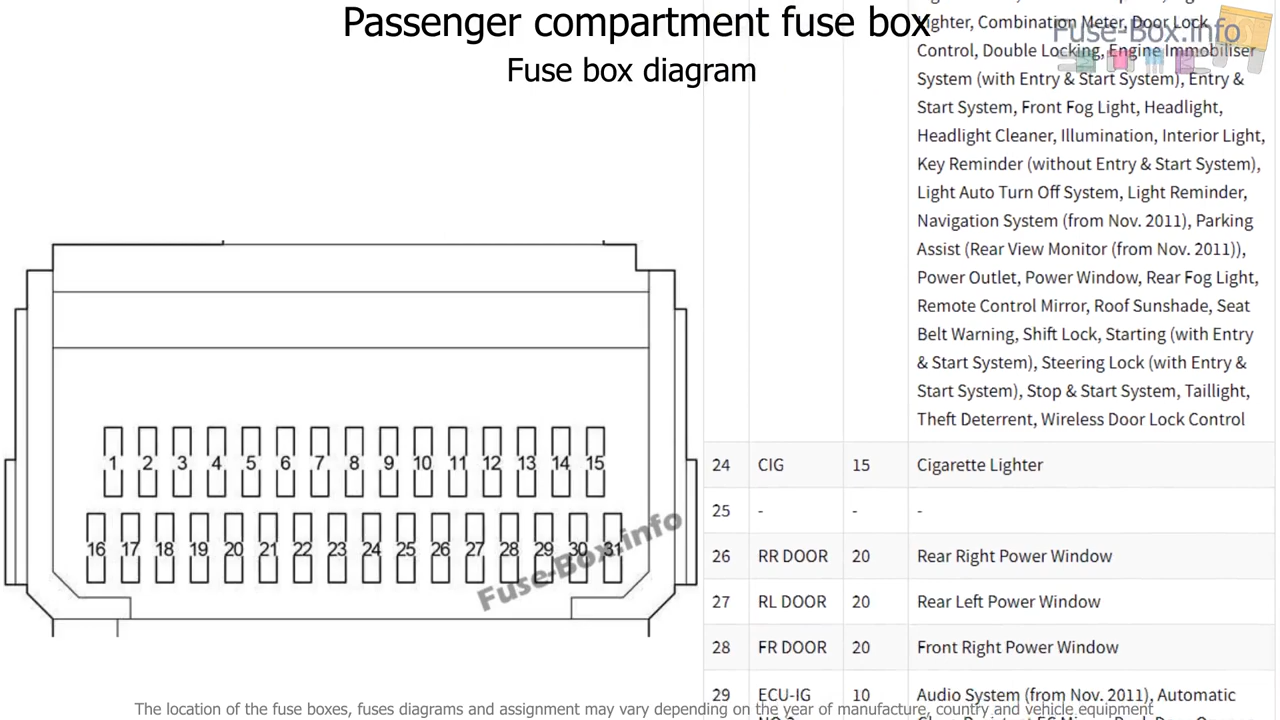 Passenger compartment fuse box
Fuse box diagram
Fuse-Box.info
Lighter, Combination Meter, Door Lock
Control, Double Locking, Engine Immobiliser
System (with Entry & Start System), Entry &
Start System, Front Fog Light, Headlight,
Headlight Cleaner, Illumination, Interior Light,
Key Reminder (without Entry & Start System),
Light Auto Turn Off System, Light Reminder,
Navigation System (from Nov. 2011), Parking
Assist (Rear View Monitor (from Nov. 2011)),
Power Outlet, Power Window, Rear Fog Light,
Remote Control Mirror, Roof Sunshade, Seat
Belt Warning, Shift Lock, Starting (with Entry
& Start System), Steering Lock (with Entry &
Start System), Stop & Start System, Taillight,
Theft Deterrent, Wireless Door Lock Control
24 CIG 15 Cigarette Lighter
25 - - -
26 RR DOOR 20 Rear Right Power Window
27 RL DOOR 20 Rear Left Power Window
28 FR DOOR 20 Front Right Power Window
29 ECU-IG 10 Audio System (from Nov. 2011), Automatic
1 2 3 4 5 6 7 8 9 10 11 12 13 14 15
16 17 18 19 20 21 22 23 24 25 26 27 28 29 30 31
Fuse-Box.info
The location of the fuse boxes, fuses diagrams and assignment may vary depending on the year of manufacture, country and vehicle equipment